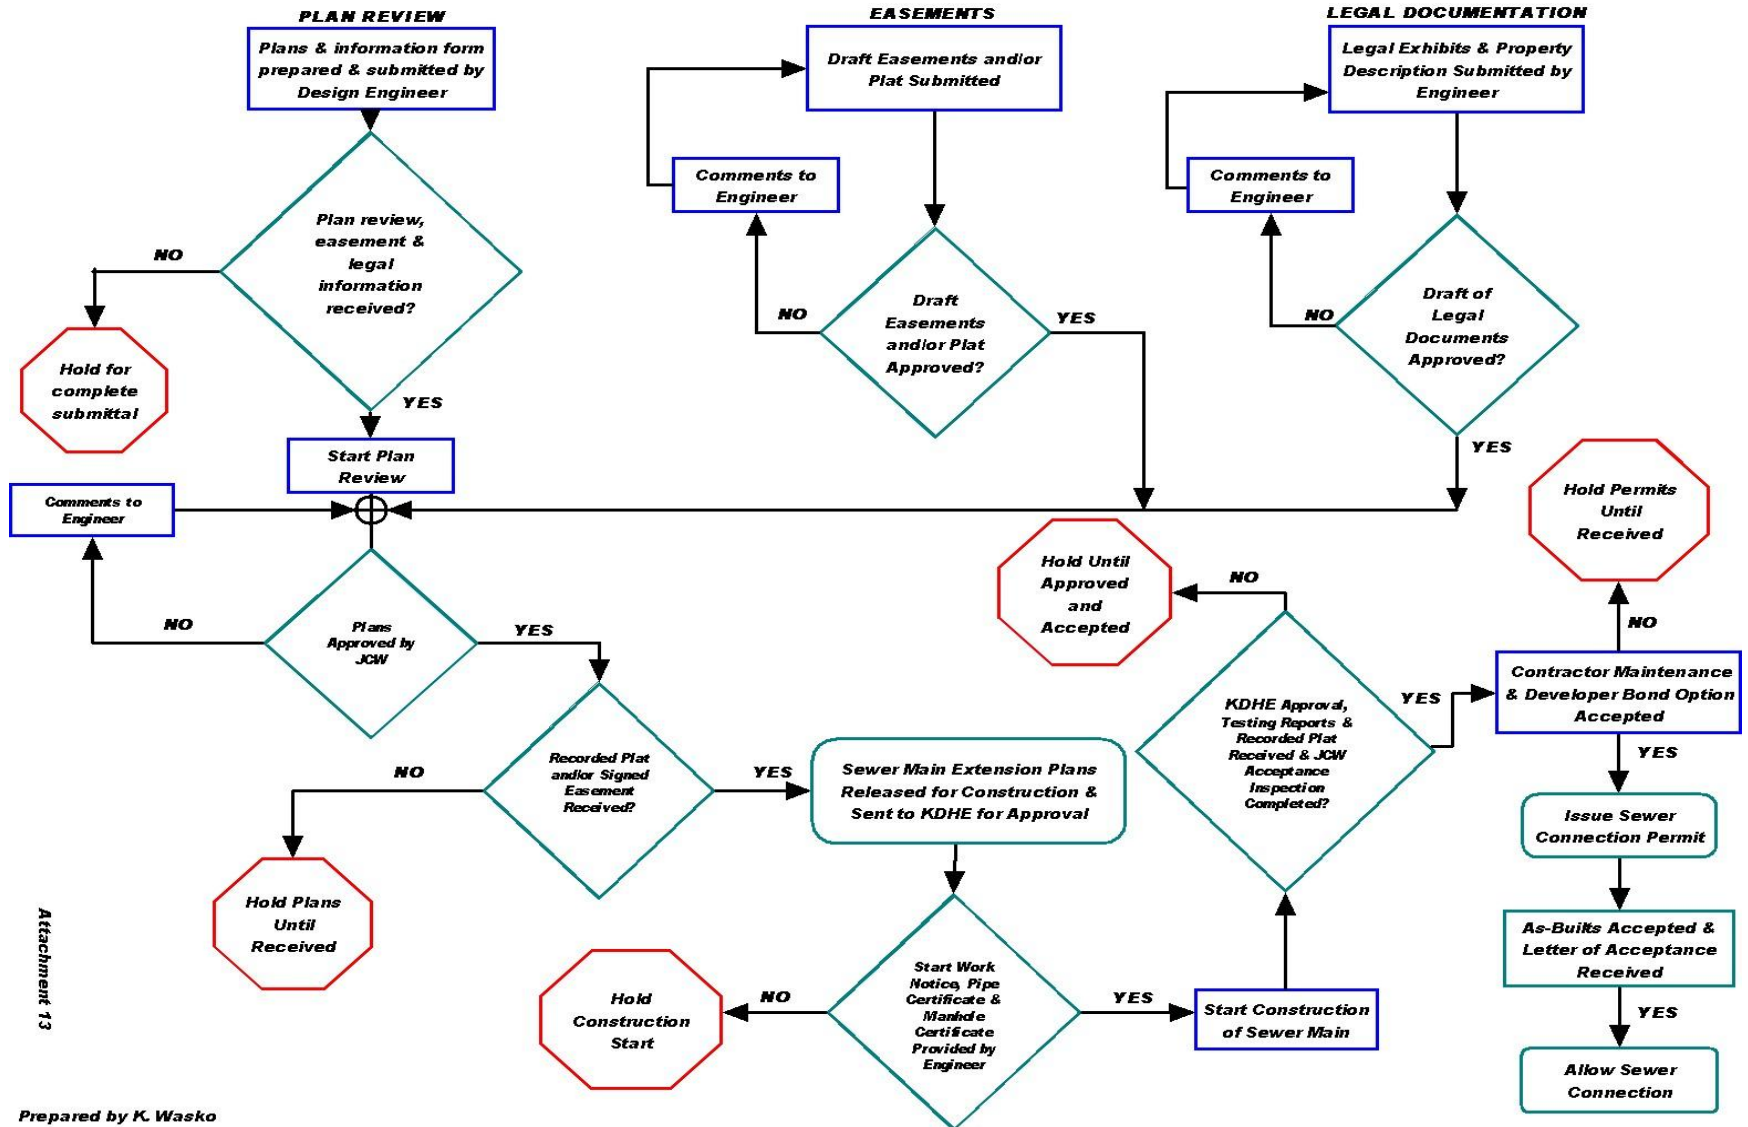 PLAN REVIEW
Plans & information form
prepared & submitted by
Design Engineer
Plan review,
easement &
legal
information
received?
NO
Hold for
complete
submittal
YES
Start Plan
Review
Comments to
Engineer
NO
Plans
Approved by
JCW
YES
EASEMENTS
Draft Easements and/or
Plat Submitted
Comments to
Engineer
NO
Draft
Easements
and/or Plat
Approved?
YES
LEGAL DOCUMENTATION
Legal Exhibits & Property
Description Submitted by
Engineer
Comments to
Engineer
NO
Draft of
Legal
Documents
Approved?
YES
Recorded Plat
and/or Signed
Easement
Received?
NO
Hold Plans
Until
Received
YES
Sewer Main Extension Plans
Released for Construction &
Sent to KDHE for Approval
Start Work
Notice, Pipe
Certificate &
Manhole
Certificate
Provided by
Engineer
NO
Hold
Construction
Start
YES
Start Construction
of Sewer Main
KDHE Approval,
Testing Reports &
Recorded Plat
Received & JCW
Acceptance
Inspection
Completed?
NO
Hold Until
Approved
and
Accepted
YES
Contractor Maintenance
& Developer Bond Option
Accepted
NO
Hold Permits
Until
Received
YES
Issue Sewer
Connection Permit
As-Builts Accepted &
Letter of Acceptance
Received
YES
Allow Sewer
Connection
Attachment 13
Prepared by K. Wasko